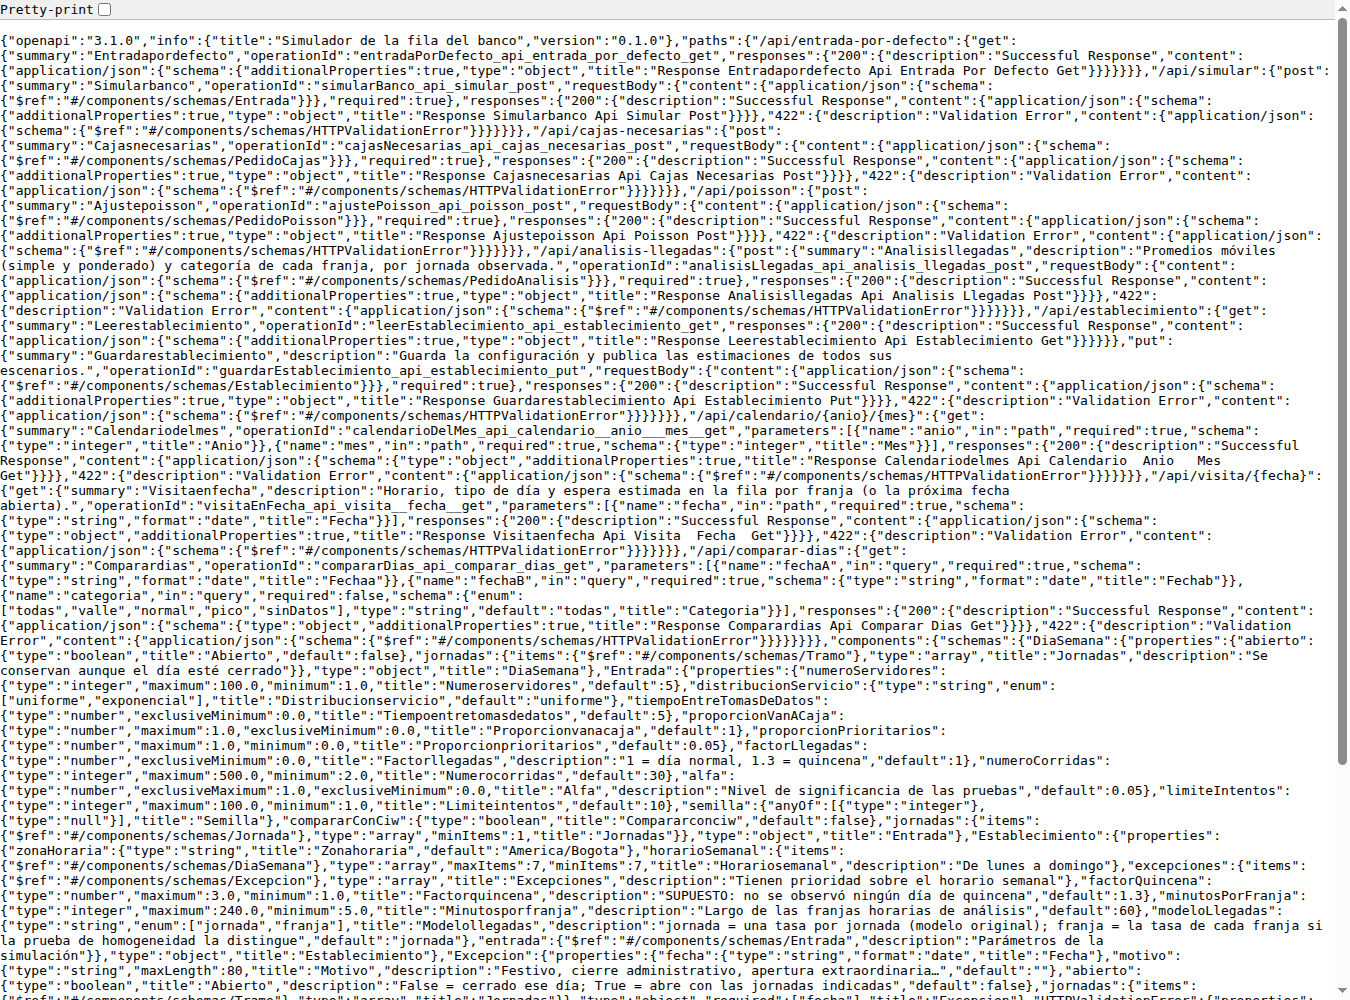 Pretty-print
{"openapi":"3.1.0","info":{"title":"Simulador de la fila del banco","version":"0.1.0"},"paths":{"/api/entrada-por-defecto":{"get":
{"summary":"Entradapordefecto","operationId":"entradaPorDefecto_api_entrada_por_defecto_get","responses":{"200":{"description":"Successful Response","content":
{"application/json":{"schema":{"additionalProperties":true,"type":"object","title":"Response Entradapordefecto Api Entrada Por Defecto Get"}}}}}}},"/api/simular":{"post":
{"summary":"Simularbanco","operationId":"simularBanco_api_simular_post","requestBody":{"content":{"application/json":{"schema":
{"$ref":"#/components/schemas/Entrada"}}},"required":true},"responses":{"200":{"description":"Successful Response","content":{"application/json":{"schema":
{"additionalProperties":true,"type":"object","title":"Response Simularbanco Api Simular Post"}}}},"422":{"description":"Validation Error","content":{"application/json":
{"schema":{"$ref":"#/components/schemas/HTTPValidationError"}}}}}}},"/api/cajas-necesarias":{"post":
{"summary":"Cajasnecesarias","operationId":"cajasNecesarias_api_cajas_necesarias_post","requestBody":{"content":{"application/json":{"schema":
{"$ref":"#/components/schemas/PedidoCajas"}}},"required":true},"responses":{"200":{"description":"Successful Response","content":{"application/json":{"schema":
{"additionalProperties":true,"type":"object","title":"Response Cajasnecesarias Api Cajas Necesarias Post"}}}},"422":{"description":"Validation Error","content":
{"application/json":{"schema":{"$ref":"#/components/schemas/HTTPValidationError"}}}}}}},"/api/poisson":{"post":
{"summary":"Ajustepoisson","operationId":"ajustePoisson_api_poisson_post","requestBody":{"content":{"application/json":{"schema":
{"$ref":"#/components/schemas/PedidoPoisson"}}},"required":true},"responses":{"200":{"description":"Successful Response","content":{"application/json":{"schema":
{"additionalProperties":true,"type":"object","title":"Response Ajustepoisson Api Poisson Post"}}}},"422":{"description":"Validation Error","content":{"application/json":
{"schema":{"$ref":"#/components/schemas/HTTPValidationError"}}}}}}},"/api/analisis-llegadas":{"post":{"summary":"Analisisllegadas","description":"Promedios móviles
(simple y ponderado) y categoría de cada franja, por jornada observada.","operationId":"analisisLlegadas_api_analisis_llegadas_post","requestBody":{"content":
{"application/json":{"schema":{"$ref":"#/components/schemas/PedidoAnalisis"}}},"required":true},"responses":{"200":{"description":"Successful Response","content":
{"application/json":{"schema":{"additionalProperties":true,"type":"object","title":"Response Analisisllegadas Api Analisis Llegadas Post"}}}},"422":
{"description":"Validation Error","content":{"application/json":{"schema":{"$ref":"#/components/schemas/HTTPValidationError"}}}}}}},"/api/establecimiento":{"get":
{"summary":"Leerestablecimiento","operationId":"leerEstablecimiento_api_establecimiento_get","responses":{"200":{"description":"Successful Response","content":
{"application/json":{"schema":{"additionalProperties":true,"type":"object","title":"Response Leerestablecimiento Api Establecimiento Get"}}}}}},"put":
{"summary":"Guardarestablecimiento","description":"Guarda la configuración y publica las estimaciones de todos sus
escenarios.","operationId":"guardarEstablecimiento_api_establecimiento_put","requestBody":{"content":{"application/json":{"schema":
{"$ref":"#/components/schemas/Establecimiento"}}},"required":true},"responses":{"200":{"description":"Successful Response","content":{"application/json":{"schema":
{"additionalProperties":true,"type":"object","title":"Response Guardarestablecimiento Api Establecimiento Put"}}}},"422":{"description":"Validation Error","content":
{"application/json":{"schema":{"$ref":"#/components/schemas/HTTPValidationError"}}}}}}},"/api/calendario/{anio}/{mes}":{"get":
{"summary":"Calendariodelmes","operationId":"calendarioDelMes_api_calendario__anio___mes__get","parameters":[{"name":"anio","in":"path","required":true,"schema":
{"type":"integer","title":"Anio"}},{"name":"mes","in":"path","required":true,"schema":{"type":"integer","title":"Mes"}}],"responses":{"200":{"description":"Successful
Response","content":{"application/json":{"schema":{"type":"object","additionalProperties":true,"title":"Response Calendariodelmes Api Calendario  Anio   Mes
Get"}}}},"422":{"description":"Validation Error","content":{"application/json":{"schema":{"$ref":"#/components/schemas/HTTPValidationError"}}}}}}},"/api/visita/{fecha}":
{"get":{"summary":"Visitaenfecha","description":"Horario, tipo de día y espera estimada en la fila por franja (o la próxima fecha
abierta).","operationId":"visitaEnFecha_api_visita__fecha__get","parameters":[{"name":"fecha","in":"path","required":true,"schema":
{"type":"string","format":"date","title":"Fecha"}}],"responses":{"200":{"description":"Successful Response","content":{"application/json":{"schema":
{"type":"object","additionalProperties":true,"title":"Response Visitaenfecha Api Visita  Fecha  Get"}}}},"422":{"description":"Validation Error","content":
{"application/json":{"schema":{"$ref":"#/components/schemas/HTTPValidationError"}}}}}}},"/api/comparar-dias":{"get":
{"summary":"Comparardias","operationId":"compararDias_api_comparar_dias_get","parameters":[{"name":"fechaA","in":"query","required":true,"schema":
{"type":"string","format":"date","title":"Fechaa"}},{"name":"fechaB","in":"query","required":true,"schema":{"type":"string","format":"date","title":"Fechab"}},
{"name":"categoria","in":"query","required":false,"schema":{"enum":
["todas","valle","normal","pico","sinDatos"],"type":"string","default":"todas","title":"Categoria"}}],"responses":{"200":{"description":"Successful Response","content":
{"application/json":{"schema":{"type":"object","additionalProperties":true,"title":"Response Comparardias Api Comparar Dias Get"}}}},"422":{"description":"Validation
Error","content":{"application/json":{"schema":{"$ref":"#/components/schemas/HTTPValidationError"}}}}}}}},"components":{"schemas":{"DiaSemana":{"properties":{"abierto":
{"type":"boolean","title":"Abierto","default":false},"jornadas":{"items":{"$ref":"#/components/schemas/Tramo"},"type":"array","title":"Jornadas","description":"Se
conservan aunque el día esté cerrado"}},"type":"object","title":"DiaSemana"},"Entrada":{"properties":{"numeroServidores":
{"type":"integer","maximum":100.0,"minimum":1.0,"title":"Numeroservidores","default":5},"distribucionServicio":{"type":"string","enum":
["uniforme","exponencial"],"title":"Distribucionservicio","default":"uniforme"},"tiempoEntreTomasDeDatos":
{"type":"number","exclusiveMinimum":0.0,"title":"Tiempoentretomasdedatos","default":5},"proporcionVanACaja":
{"type":"number","maximum":1.0,"exclusiveMinimum":0.0,"title":"Proporcionvanacaja","default":1},"proporcionPrioritarios":
{"type":"number","maximum":1.0,"minimum":0.0,"title":"Proporcionprioritarios","default":0.05},"factorLlegadas":
{"type":"number","exclusiveMinimum":0.0,"title":"Factorllegadas","description":"1 = día normal, 1.3 = quincena","default":1},"numeroCorridas":
{"type":"integer","maximum":500.0,"minimum":2.0,"title":"Numerocorridas","default":30},"alfa":
{"type":"number","exclusiveMaximum":1.0,"exclusiveMinimum":0.0,"title":"Alfa","description":"Nivel de significancia de las pruebas","default":0.05},"limiteIntentos":
{"type":"integer","maximum":100.0,"minimum":1.0,"title":"Limiteintentos","default":10},"semilla":{"anyOf":[{"type":"integer"},
{"type":"null"}],"title":"Semilla"},"compararConCiw":{"type":"boolean","title":"Compararconciw","default":false},"jornadas":{"items":
{"$ref":"#/components/schemas/Jornada"},"type":"array","minItems":1,"title":"Jornadas"}},"type":"object","title":"Entrada"},"Establecimiento":{"properties":
{"zonaHoraria":{"type":"string","title":"Zonahoraria","default":"America/Bogota"},"horarioSemanal":{"items":
{"$ref":"#/components/schemas/DiaSemana"},"type":"array","maxItems":7,"minItems":7,"title":"Horariosemanal","description":"De lunes a domingo"},"excepciones":{"items":
{"$ref":"#/components/schemas/Excepcion"},"type":"array","title":"Excepciones","description":"Tienen prioridad sobre el horario semanal"},"factorQuincena":
{"type":"number","maximum":3.0,"minimum":1.0,"title":"Factorquincena","description":"SUPUESTO: no se observó ningún día de quincena","default":1.3},"minutosPorFranja":
{"type":"integer","maximum":240.0,"minimum":5.0,"title":"Minutosporfranja","description":"Largo de las franjas horarias de análisis","default":60},"modeloLlegadas":
{"type":"string","enum":["jornada","franja"],"title":"Modelollegadas","description":"jornada = una tasa por jornada (modelo original); franja = la tasa de cada franja si
la prueba de homogeneidad la distingue","default":"jornada"},"entrada":{"$ref":"#/components/schemas/Entrada","description":"Parámetros de la
simulación"}},"type":"object","title":"Establecimiento"},"Excepcion":{"properties":{"fecha":{"type":"string","format":"date","title":"Fecha"},"motivo":
{"type":"string","maxLength":80,"title":"Motivo","description":"Festivo, cierre administrativo, apertura extraordinaria…","default":""},"abierto":
{"type":"boolean","title":"Abierto","description":"False = cerrado ese día; True = abre con las jornadas indicadas","default":false},"jornadas":{"items":
{"$ref":"#/components/schemas/Tramo"},"type":"array","title":"Jornadas"}},"type":"object","required":["fecha"],"title":"Excepcion"},"HTTPValidationError":{"properties":